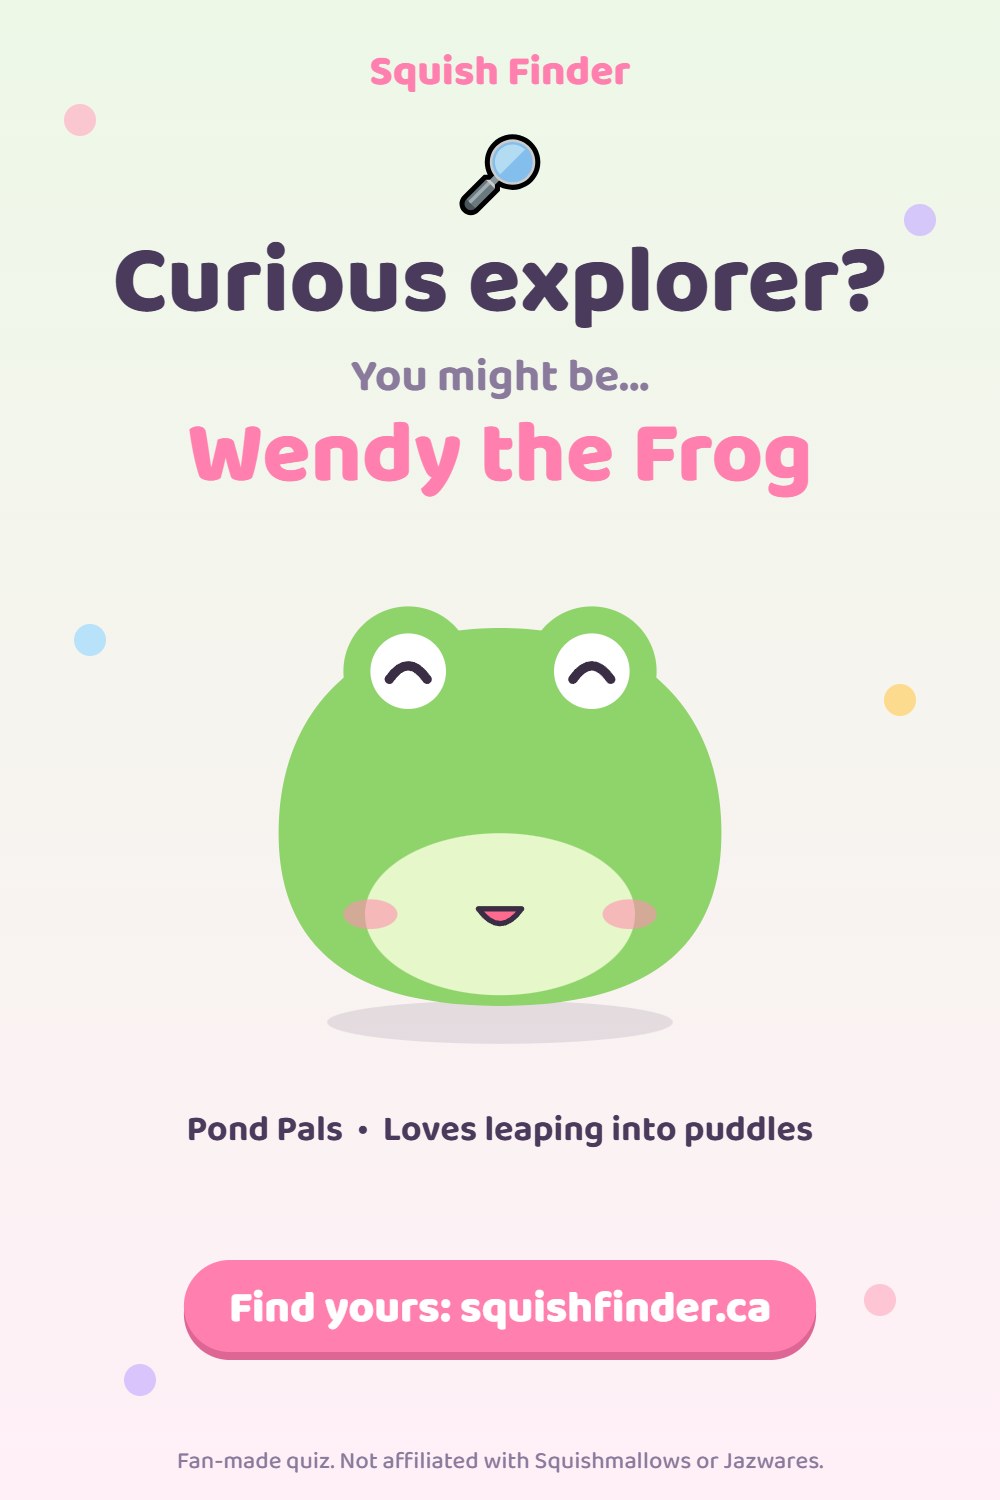 Squish Finder
Curious explorer?
You might be...
Wendy the Frog
Pond Pals • Loves leaping into puddles
Find yours: squishfinder.ca
Fan-made quiz. Not affiliated with Squishmallows or Jazwares.